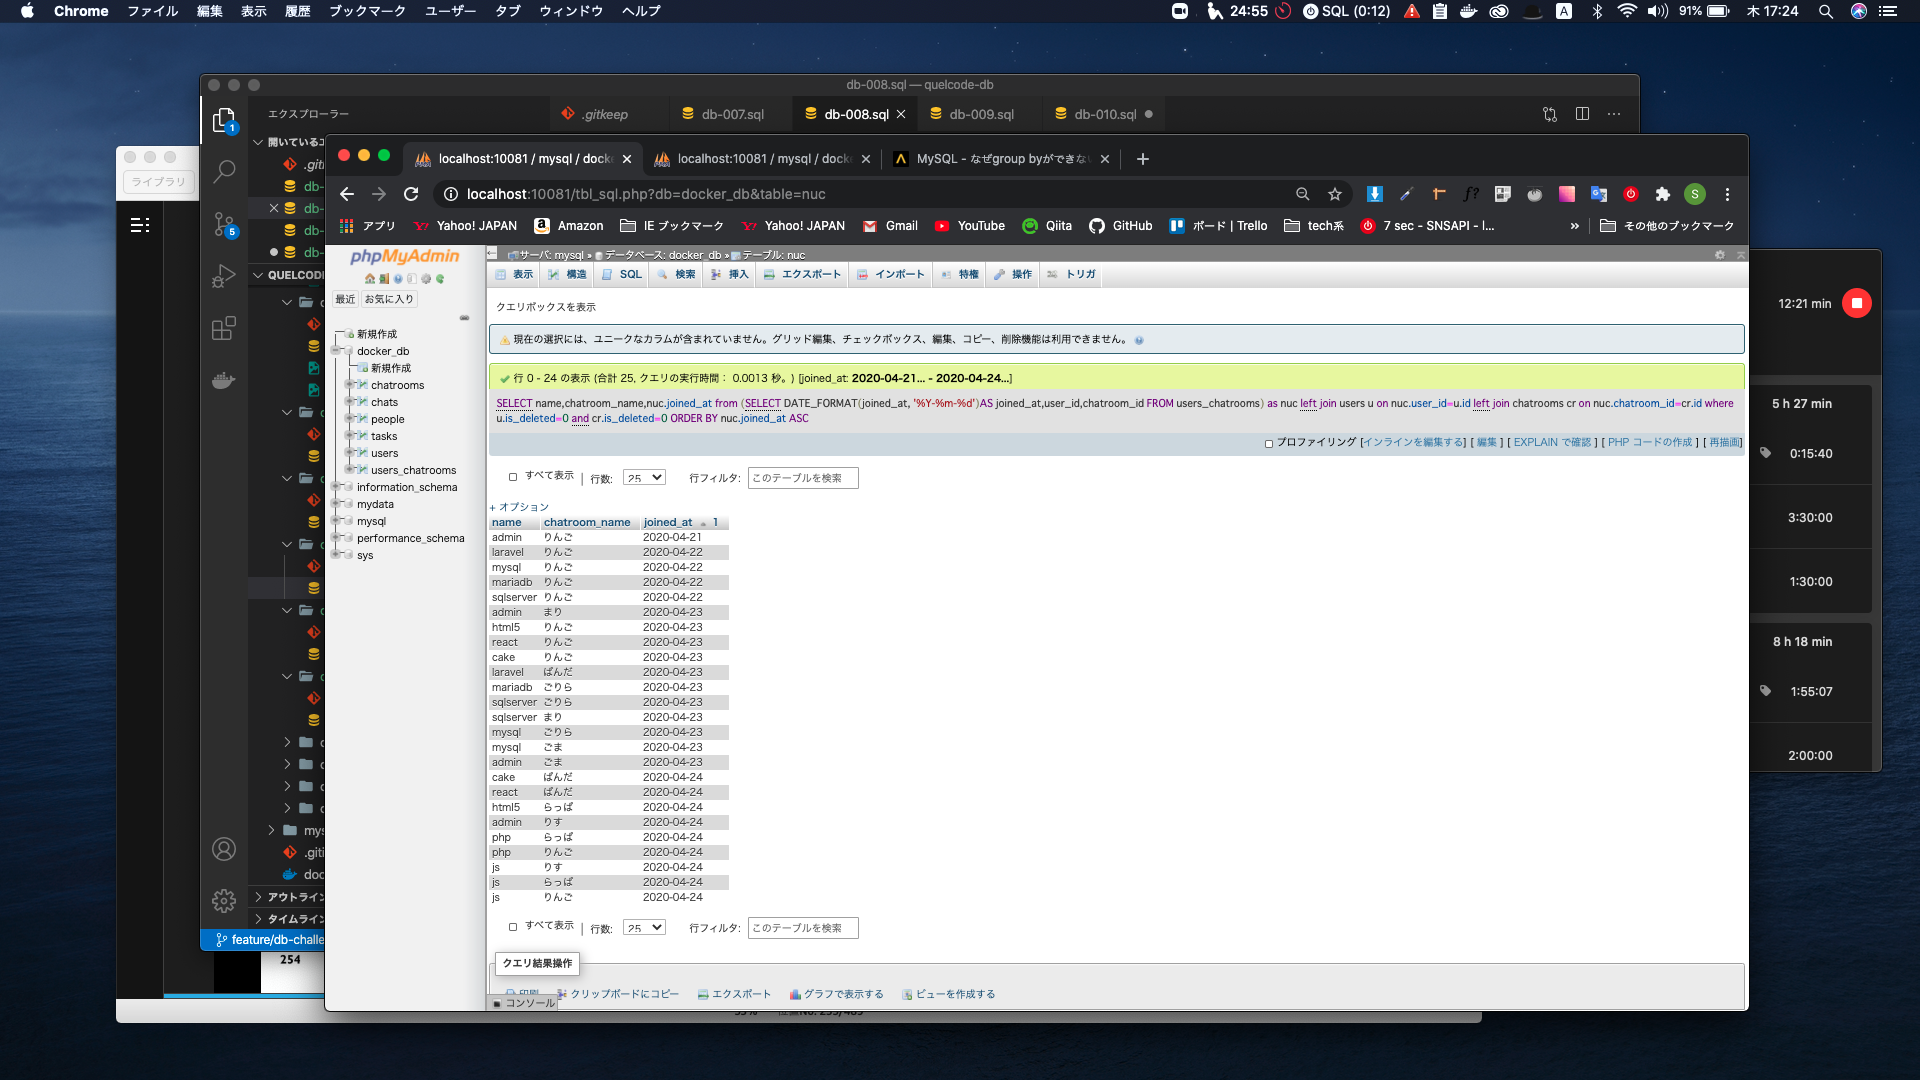 Chrome ファイル 編集 表示 履歴 ブックマーク ユーザー タブ ウィンドウ ヘルプ 24:55 SQL (0:12) A 91% 木 17:24
db-008.sql — quelcode-db
エクスプローラー .gitkeep db-007.sql db-008.sql db-009.sql db-010.sql
ライブラリ
localhost:10081 / mysql / docke localhost:10081 / mysql / docke MySQL - なぜgroup byができない
localhost:10081/tbl_sql.php?db=docker_db&table=nuc
アプリ Yahoo! JAPAN Amazon IE ブックマーク Yahoo! JAPAN Gmail YouTube Qiita GitHub ボード | Trello tech系 7 sec - SNSAPI - I... » その他のブックマーク
phpMyAdmin
最近 お気に入り
新規作成
docker_db
新規作成
chatrooms
chats
people
tasks
users
users_chatrooms
information_schema
mydata
mysql
performance_schema
sys
サーバ: mysql » データベース: docker_db » テーブル: nuc
表示 構造 SQL 検索 挿入 エクスポート インポート 特権 操作 トリガ
クエリボックスを表示
現在の選択には、ユニークなカラムが含まれていません。グリッド編集、チェックボックス、編集、コピー、削除機能は利用できません。
行 0 - 24 の表示 (合計 25, クエリの実行時間： 0.0013 秒。) [joined_at: 2020-04-21... - 2020-04-24...]
SELECT name,chatroom_name,nuc.joined_at from (SELECT DATE_FORMAT(joined_at, '%Y-%m-%d')AS joined_at,user_id,chatroom_id FROM users_chatrooms) as nuc left join users u on nuc.user_id=u.id left join chatrooms cr on nuc.chatroom_id=cr.id where
u.is_deleted=0 and cr.is_deleted=0 ORDER BY nuc.joined_at ASC
プロファイリング [インラインを編集する] [ 編集 ] [ EXPLAIN で確認 ] [ PHP コードの作成 ] [ 再描画]
すべて表示 | 行数: 25 行フィルタ: このテーブルを検索
+ オプション
name chatroom_name joined_at 1
admin りんご 2020-04-21
laravel りんご 2020-04-22
mysql りんご 2020-04-22
mariadb りんご 2020-04-22
sqlserver りんご 2020-04-22
admin まり 2020-04-23
html5 りんご 2020-04-23
react りんご 2020-04-23
cake りんご 2020-04-23
laravel ぱんだ 2020-04-23
mariadb ごりら 2020-04-23
sqlserver ごりら 2020-04-23
sqlserver まり 2020-04-23
mysql ごりら 2020-04-23
mysql ごま 2020-04-23
admin ごま 2020-04-23
cake ぱんだ 2020-04-24
react ぱんだ 2020-04-24
html5 らっぱ 2020-04-24
admin りす 2020-04-24
php らっぱ 2020-04-24
php りんご 2020-04-24
js りす 2020-04-24
js らっぱ 2020-04-24
js りんご 2020-04-24
すべて表示 | 行数: 25 行フィルタ: このテーブルを検索
クエリ結果操作
印刷 クリップボードにコピー エクスポート グラフで表示する ビューを作成する
コンソール
開いているエ
.gi
db-
db-
db-
db-
QUELCODE
mys
.giti
doc
アウトライン
タイムライン
feature/db-challe
254
12:21 min
5 h 27 min
0:15:40
3:30:00
1:30:00
8 h 18 min
1:55:07
2:00:00